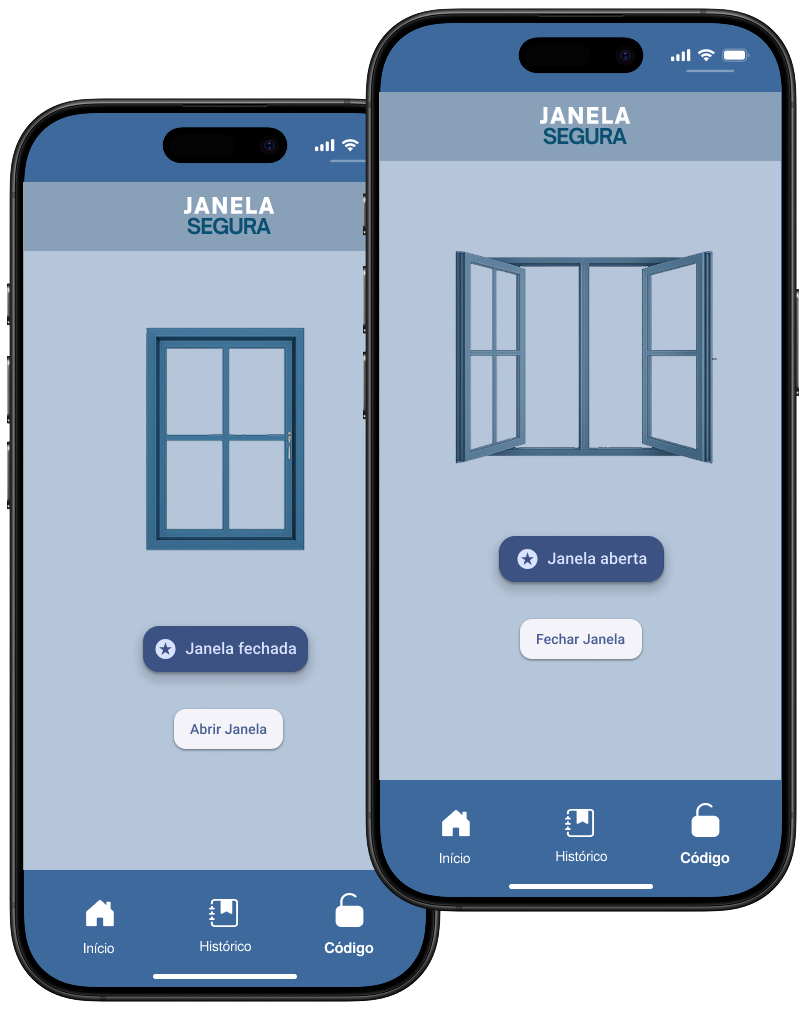 JANELA
SEGURA
Janela fechada
Abrir Janela
Início
Histórico
Código
JANELA
SEGURA
Janela aberta
Fechar Janela
Início
Histórico
Código